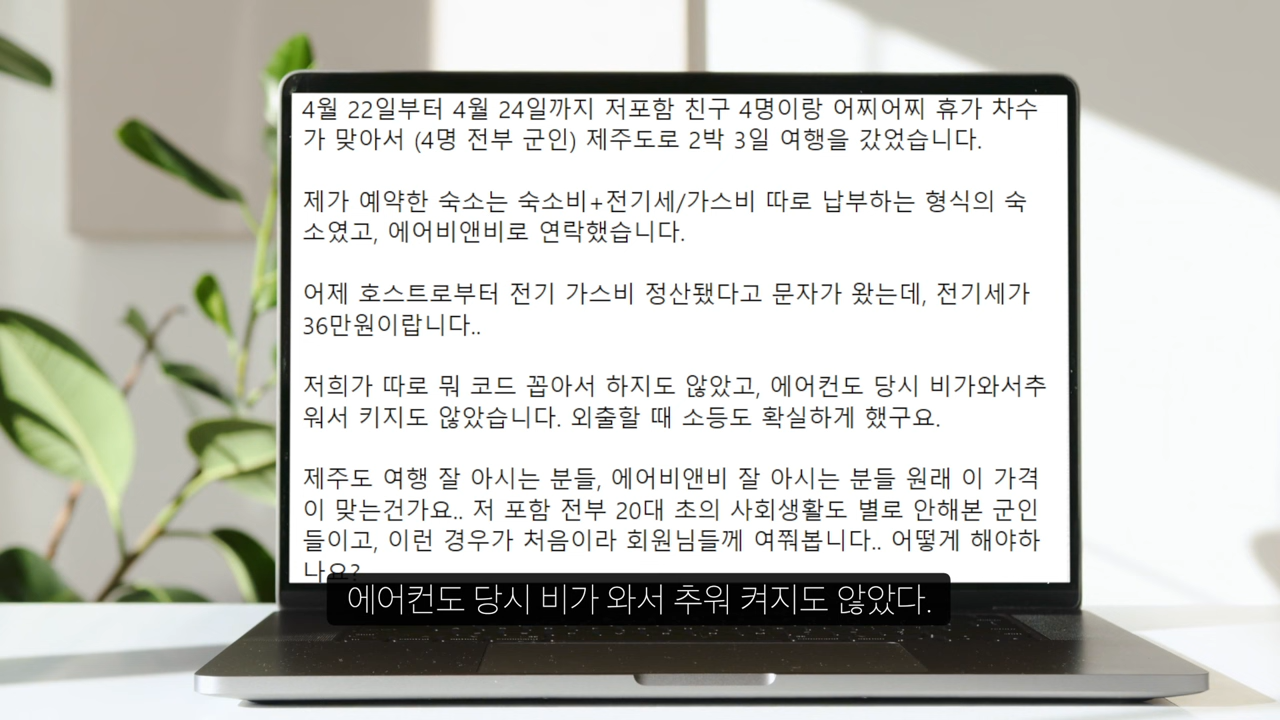 4월 22일부터 4월 24일까지 저포함 친구 4명이랑 어찌어찌 휴가 차수
가 맞아서 (4명 전부 군인) 제주도로 2박 3일 여행을 갔었습니다.
제가 예약한 숙소는 숙소비+전기세/가스비 따로 납부하는 형식의 숙
소였고, 에어비앤비로 연락했습니다.
어제 호스트로부터 전기 가스비 정산됐다고 문자가 왔는데, 전기세가
36만원이랍니다..
저희가 따로 뭐 코드 꼽아서 하지도 않았고, 에어컨도 당시 비가와서추
워서 키지도 않았습니다. 외출할 때 소등도 확실하게 했구요.
제주도 여행 잘 아시는 분들, 에어비앤비 잘 아시는 분들 원래 이 가격
이 맞는건가요.. 저 포함 전부 20대 초의 사회생활도 별로 안해본 군인
들이고, 이런 경우가 처음이라 회원님들께 여쭤봅니다.. 어떻게 해야하
나요?
에어컨도 당시 비가 와서 추워 켜지도 않았다.